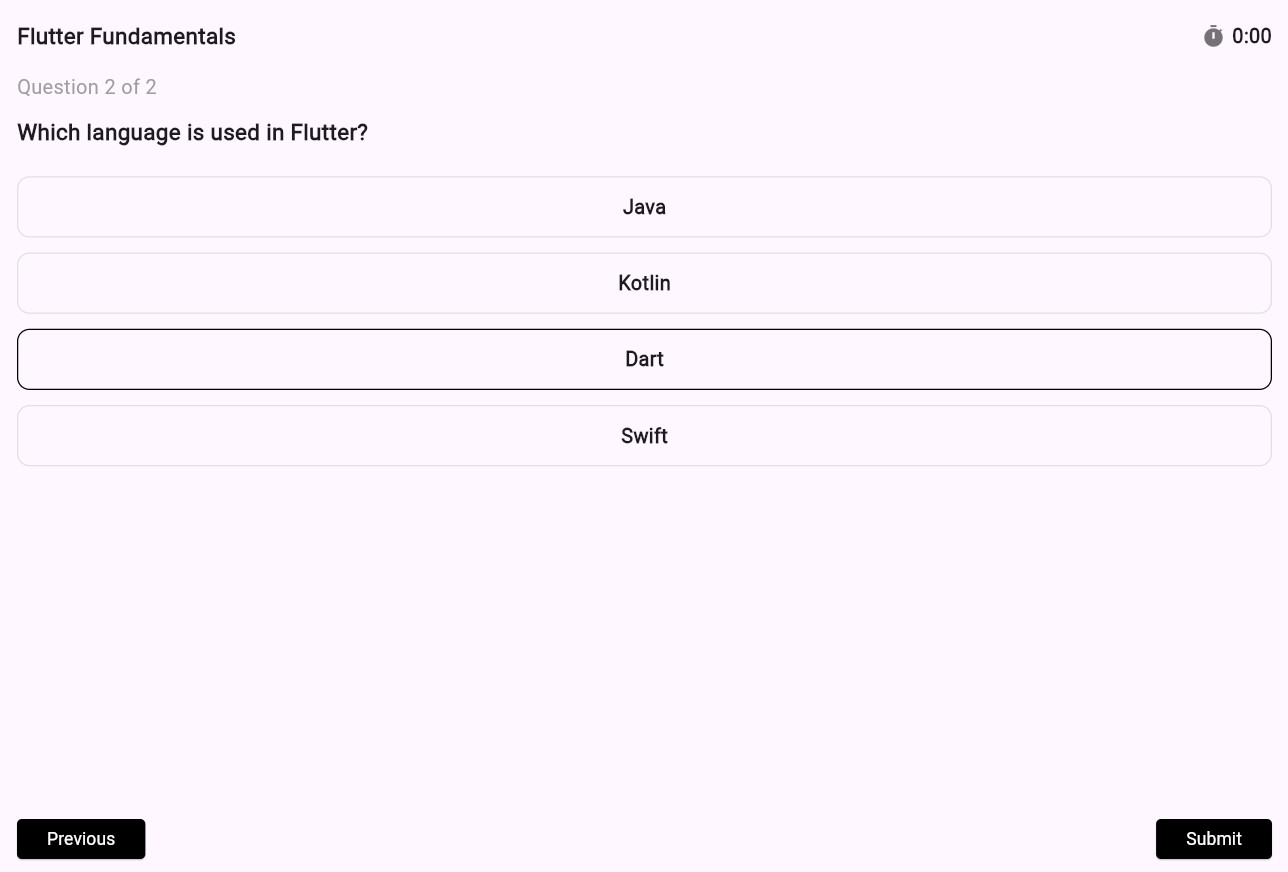 Flutter Fundamentals
0:00
Question 2 of 2
Which language is used in Flutter?
Java
Kotlin
Dart
Swift
Previous
Submit